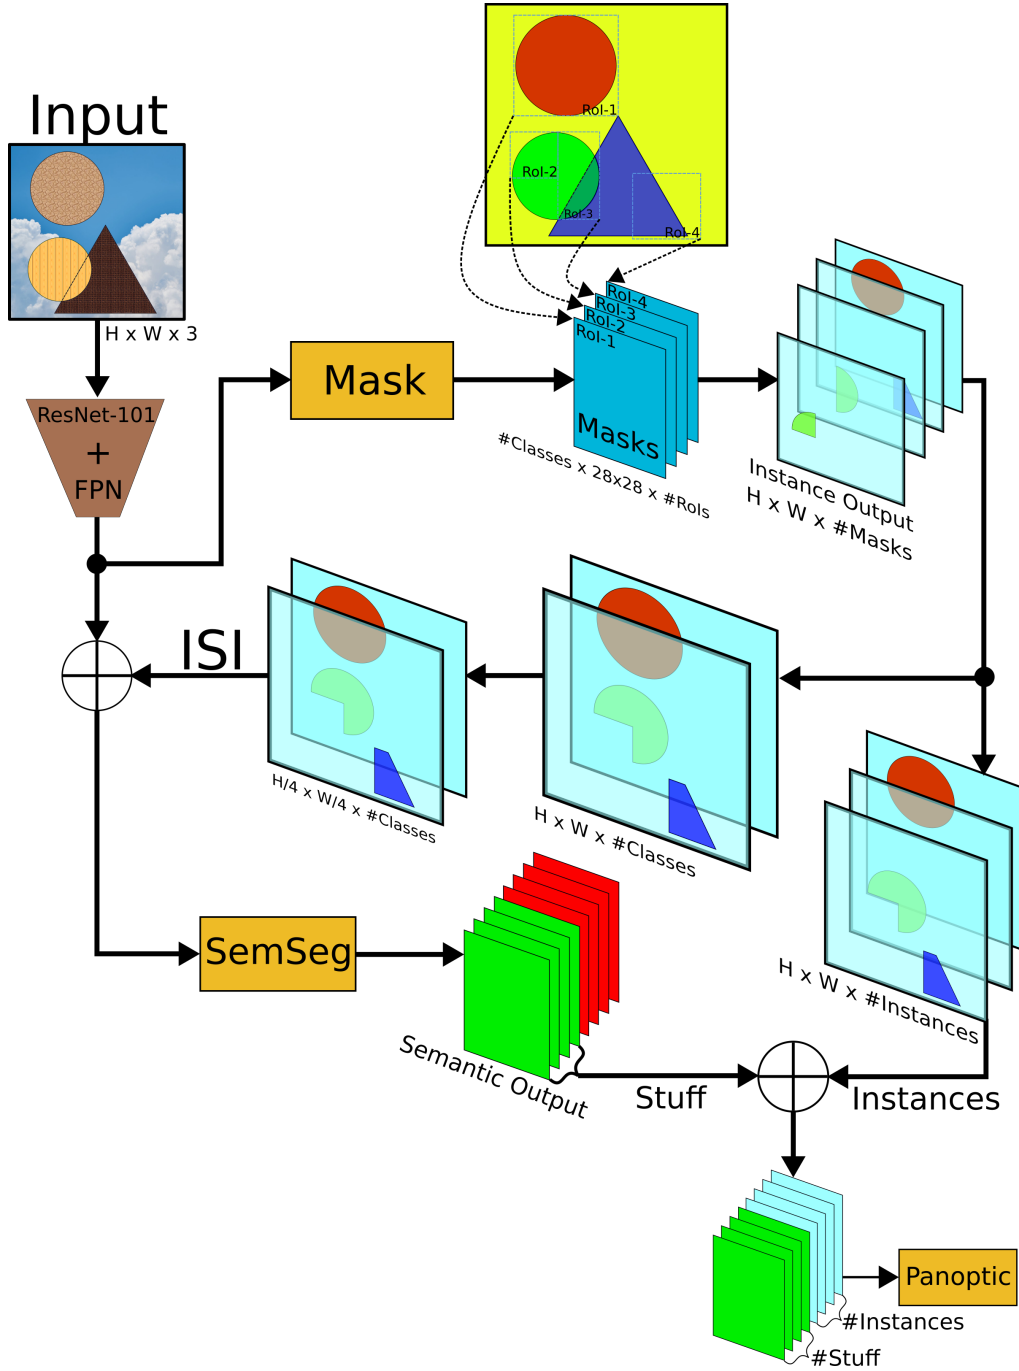 Input
H x W x 3
ResNet-101
+
FPN
RoI-1
RoI-2
RoI-3
RoI-4
Mask
RoI-4
RoI-3
RoI-2
RoI-1
Masks
#Classes x 28x28 x #RoIs
Instance Output
H x W x #Masks
ISI
H/4 x W/4 x #Classes
H x W x #Classes
H x W x #Instances
SemSeg
Semantic Output
Stuff
Instances
Panoptic
#Instances
#Stuff